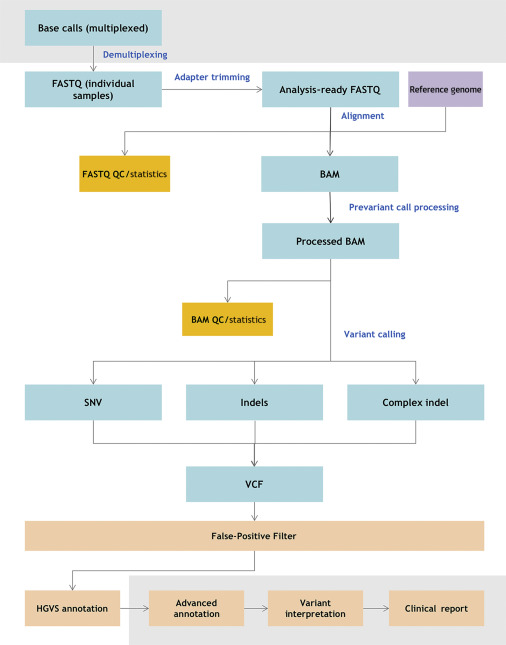 Base calls (multiplexed)
Demultiplexing
FASTQ (individual
samples)
Adapter trimming
Analysis-ready FASTQ
Reference genome
Alignment
FASTQ QC/statistics
BAM
Prevariant call processing
Processed BAM
BAM QC/statistics
Variant calling
SNV
Indels
Complex indel
VCF
False-Positive Filter
HGVS annotation
Advanced
annotation
Variant
interpretation
Clinical report